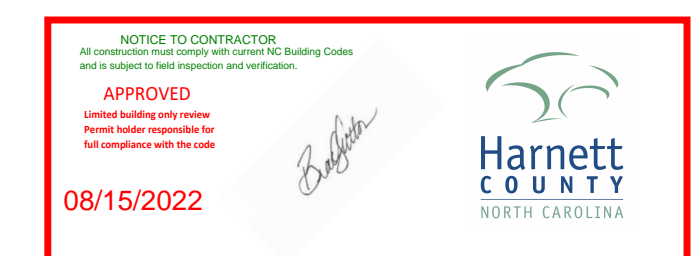 NOTICE TO CONTRACTOR
All construction must comply with current NC Building Codes
and is subject to field inspection and verification.
APPROVED
Limited building only review
Permit holder responsible for
full compliance with the code
08/15/2022
Brad Sutton
Harnett
COUNTY
NORTH CAROLINA